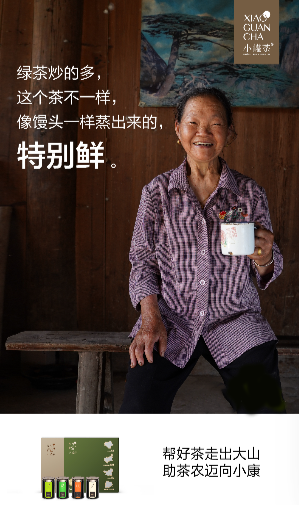 XIAO
GUAN
CHA
小罐茶
绿茶炒的多，
这个茶不一样，
像馒头一样蒸出来的，
特别鲜。
帮好茶走出大山
助茶农迈向小康